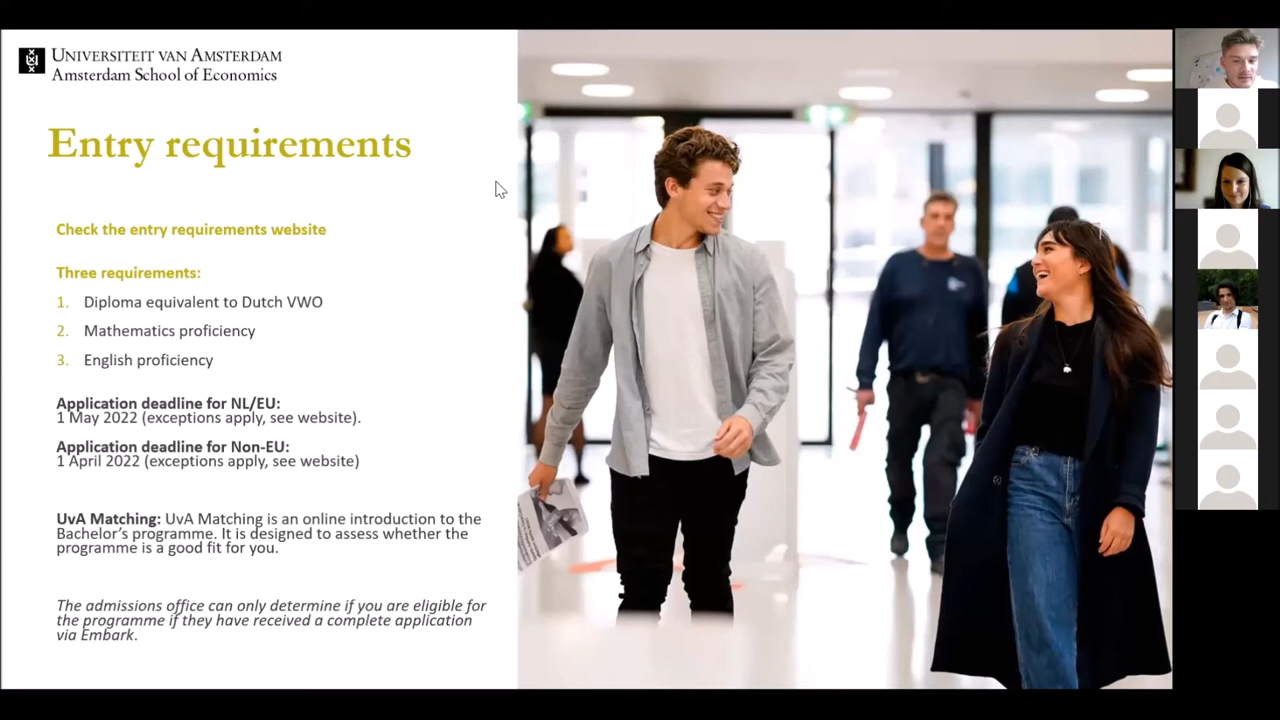 UNIVERSITEIT VAN AMSTERDAM
Amsterdam School of Economics
Entry requirements
Check the entry requirements website
Three requirements:
1. Diploma equivalent to Dutch VWO
2. Mathematics proficiency
3. English proficiency
Application deadline for NL/EU:
1 May 2022 (exceptions apply, see website).
Application deadline for Non-EU:
1 April 2022 (exceptions apply, see website)
UvA Matching: UvA Matching is an online introduction to the
Bachelor's programme. It is designed to assess whether the
programme is a good fit for you.
The admissions office can only determine if you are eligible for
the programme if they have received a complete application
via Embark.